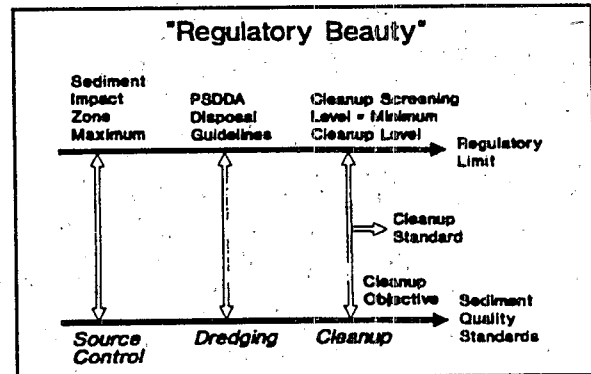 "Regulatory Beauty"
Sediment
Impact
Zone
Maximum
PSDDA
Disposal
Guidelines
Cleanup Screening
Level = Minimum
Cleanup Level
Regulatory
Limit
Cleanup
Standard
Cleanup
Objective
Sediment
Quality
Standards
Source
Control
Dredging
Cleanup